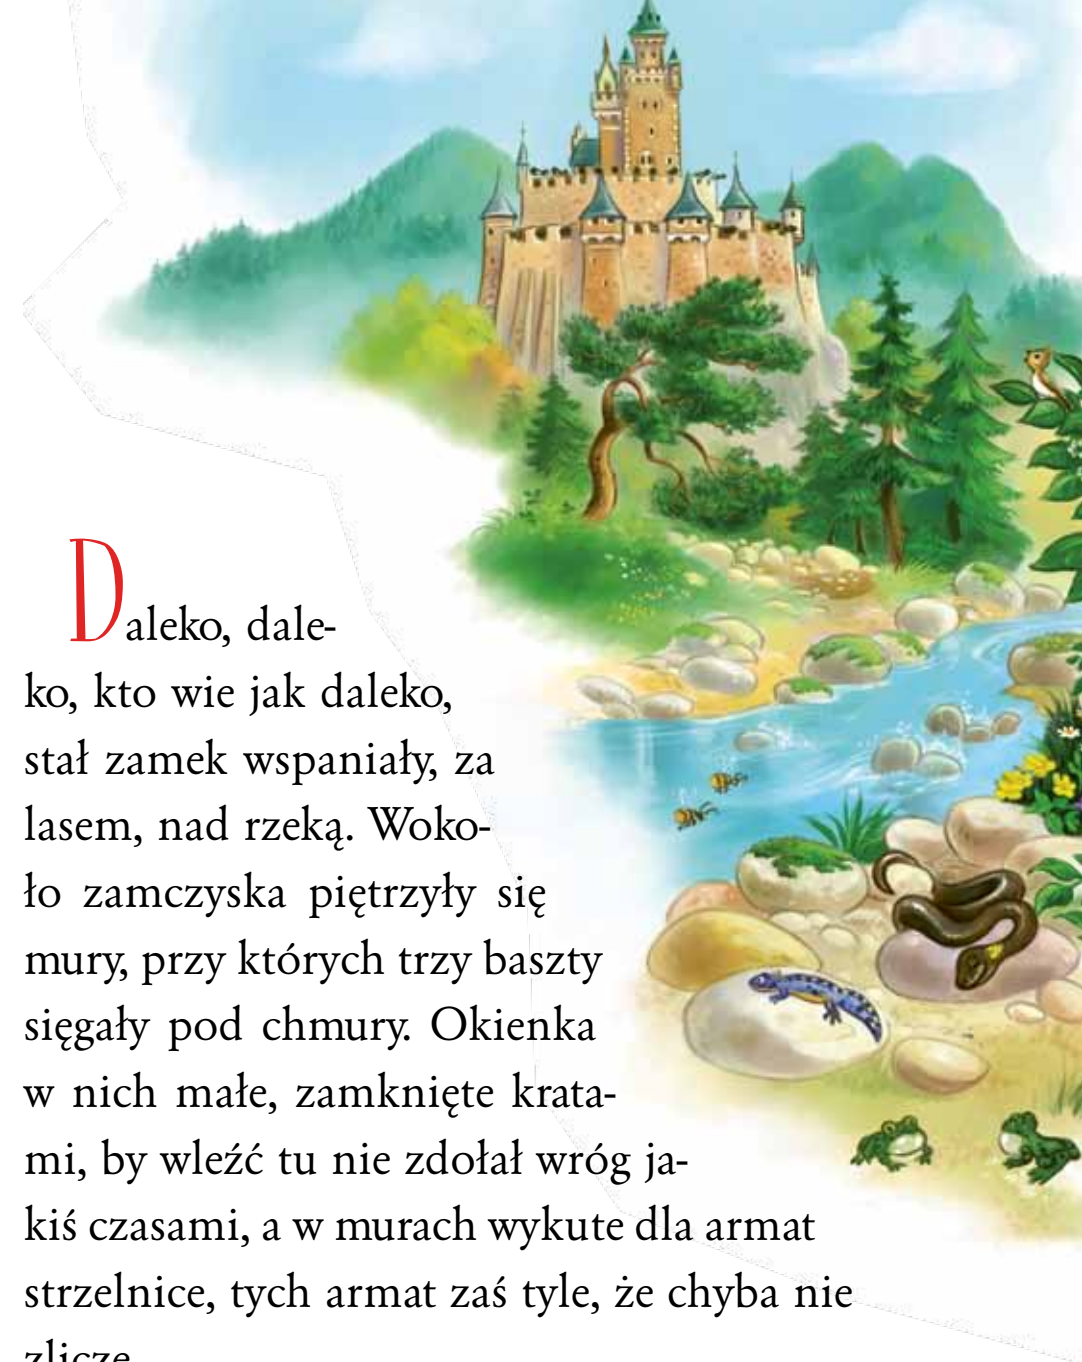 Daleko, dale-
ko, kto wie jak daleko,
stał zamek wspaniały, za
lasem, nad rzeką. Woko-
ło zamczyska piętrzyły się
mury, przy których trzy baszty
sięgały pod chmury. Okienka
w nich małe, zamknięte krata-
mi, by wleźć tu nie zdołał wróg ja-
kiś czasami, a w murach wykute dla armat
strzelnice, tych armat zaś tyle, że chyba nie